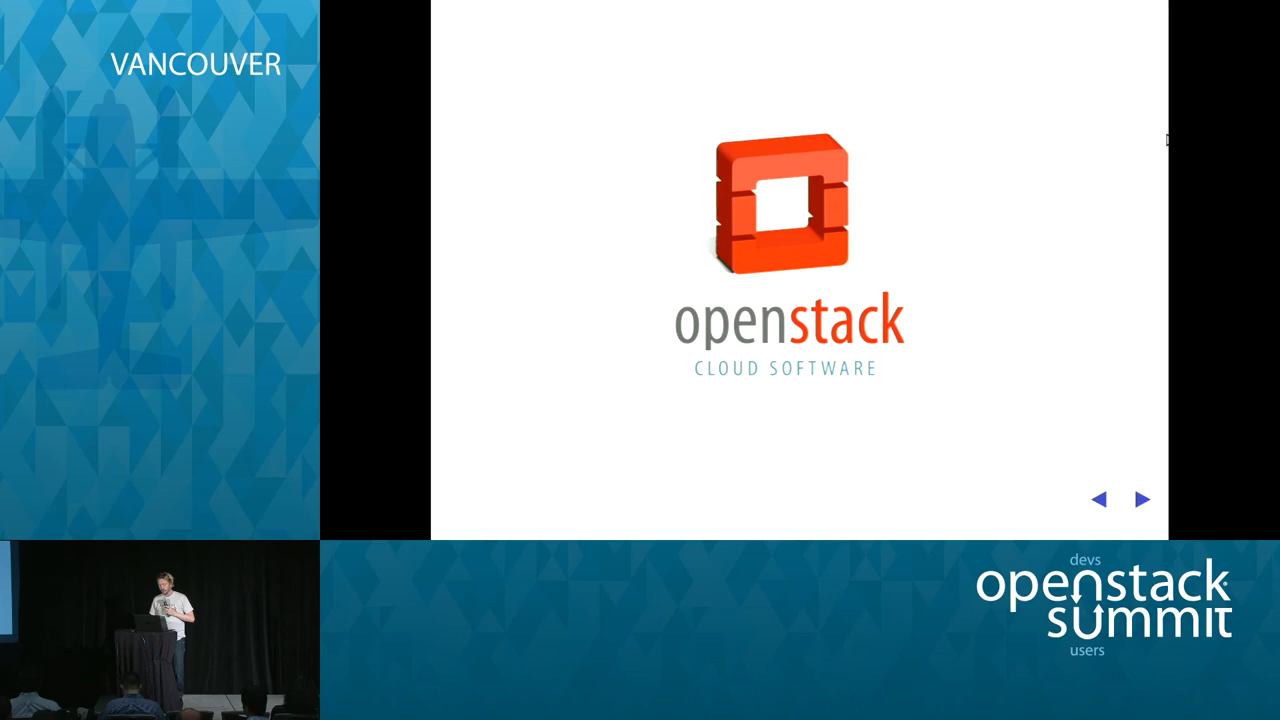 VANCOUVER
openstack
CLOUD SOFTWARE
devs
openstack
summit
users